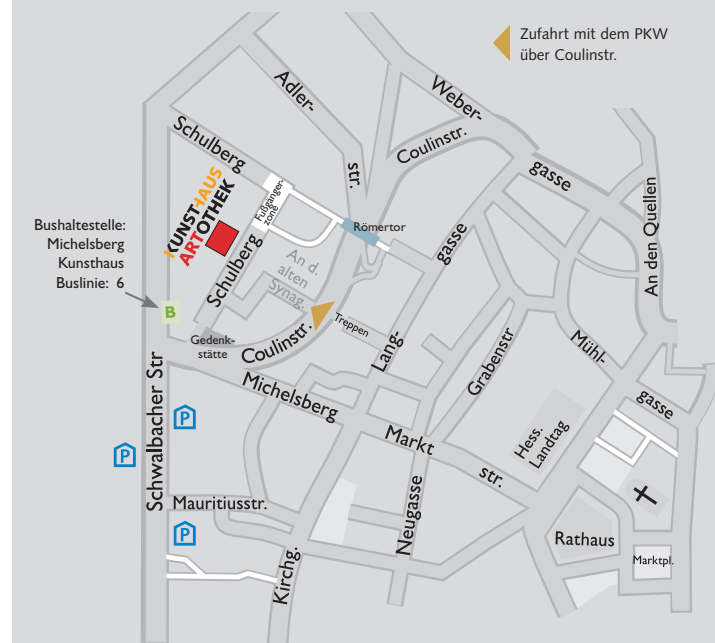 Zufahrt mit dem PKW
über Coulinstr.
Weber-
gasse
Adler-
str.
Coulinstr.
Schulberg
KUNSTHAUS
ARTOTHEK
Fußgänger-
zone
Römertor
An den Quellen
Bushaltestelle:
Michelsberg
Kunsthaus
Buslinie: 6
Schulberg
An d.
alten
Synag.
B
Gedenk-
stätte
Coulinstr.
Treppen
Lang-
gasse
Grabenstr
Mühl-
gasse
Schwalbacher Str
Michelsberg
Markt
str.
Hess.
Landtag
P
P
P
Mauritiusstr.
Neugasse
Kirchg.
Rathaus
Marktpl.